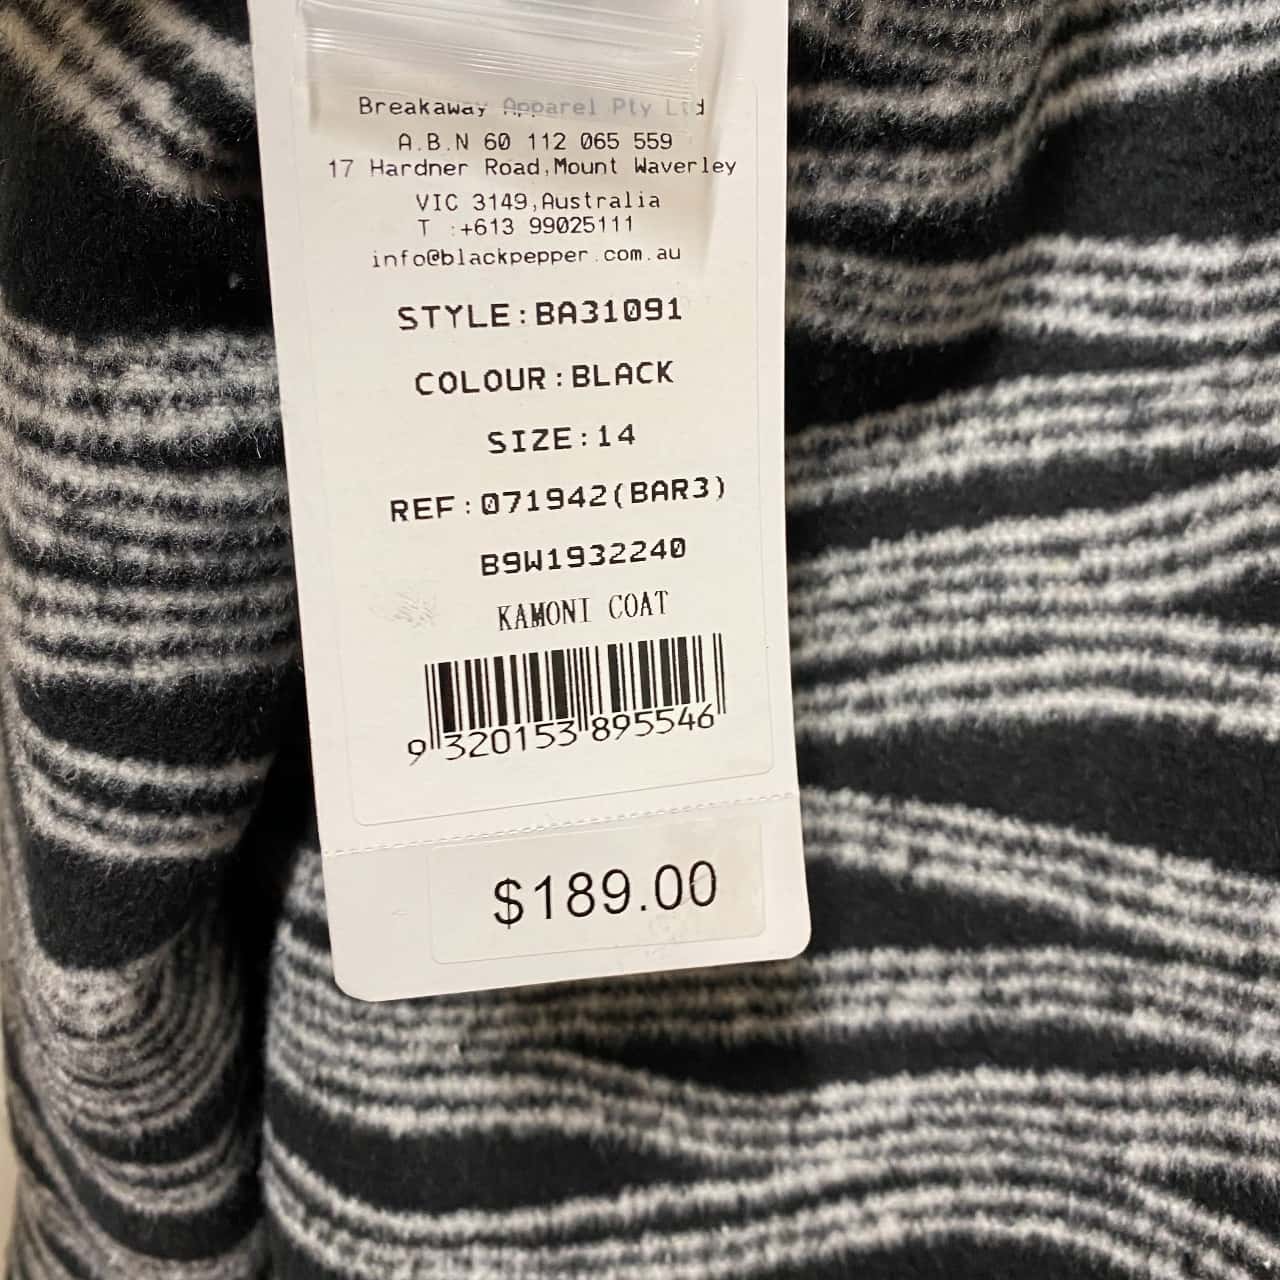 Breakaway Apparel Pty Ltd
A.B.N 60 112 065 559
17 Hardner Road,Mount Waverley
VIC 3149,Australia
T :+613 99025111
info@blackpepper.com.au
STYLE:BA31091
COLOUR:BLACK
SIZE:14
REF:071942(BAR3)
B9W1932240
KAMONI COAT
9 320153 895546
$189.00